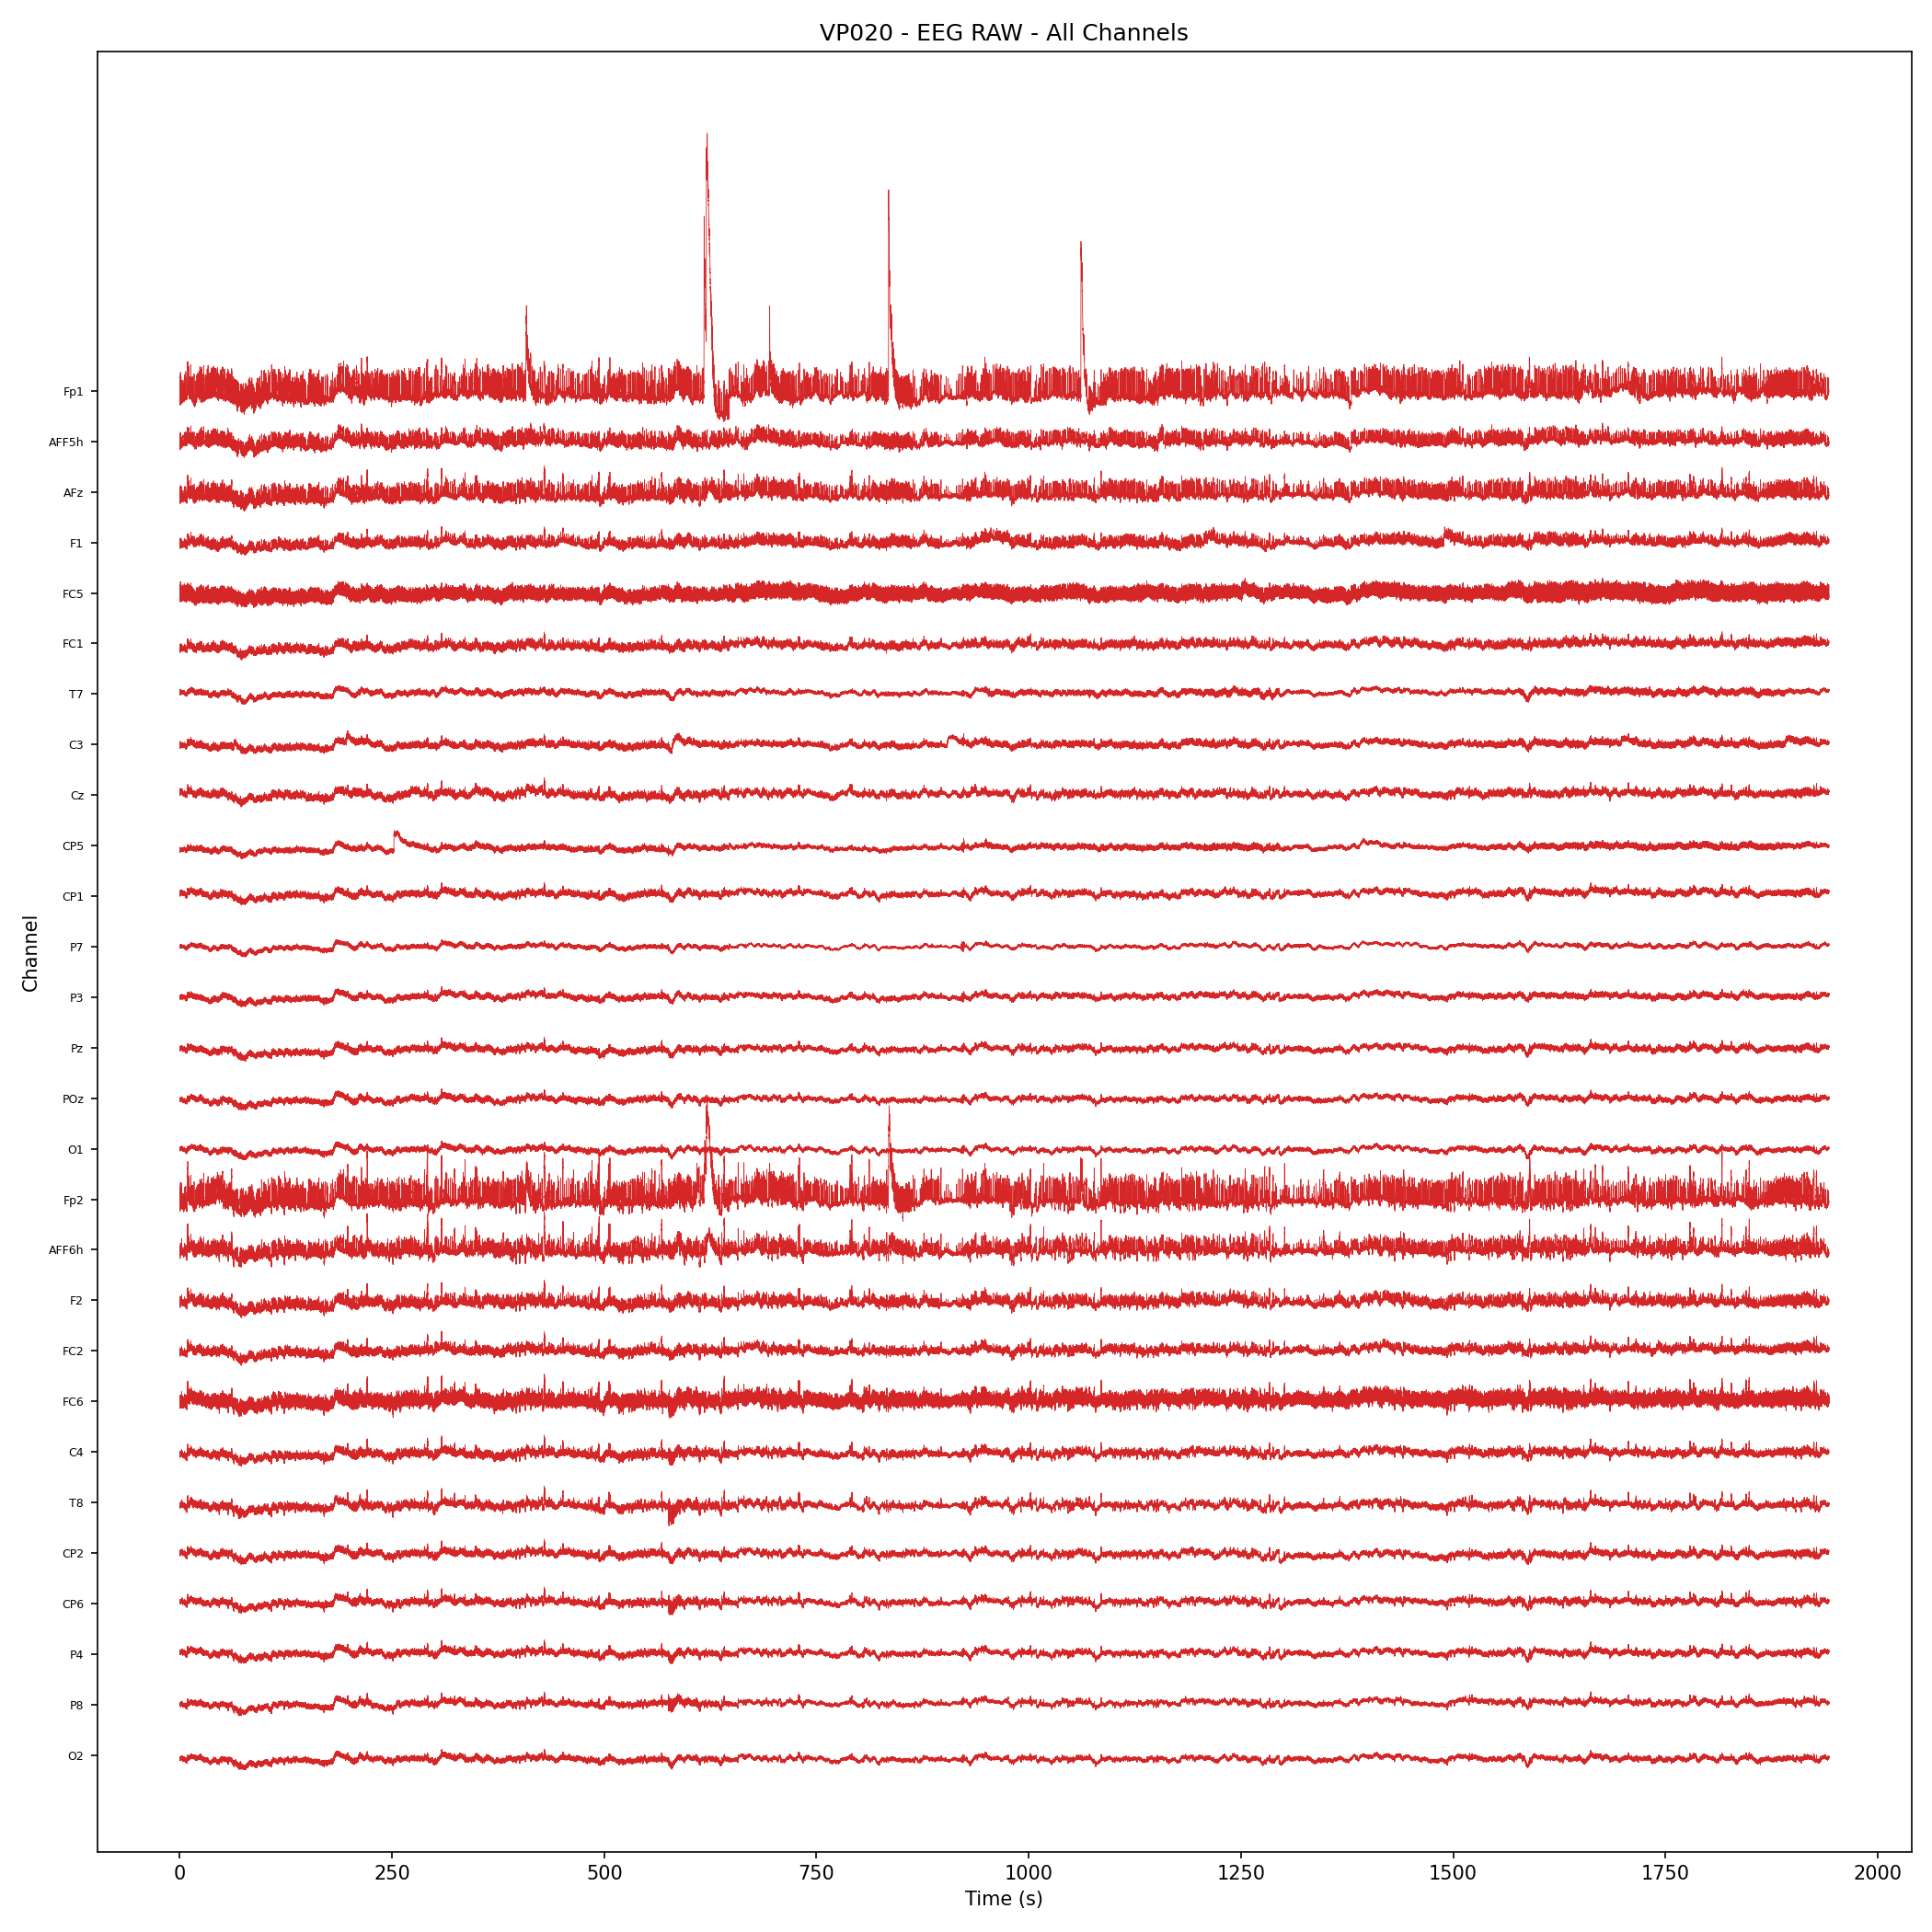 VP020 - EEG RAW - All Channels
Fp1
AFF5h
AFz
F1
FC5
FC1
T7
C3
Cz
CP5
CP1
P7
P3
Pz
POz
O1
Fp2
AFF6h
F2
FC2
FC6
C4
T8
CP2
CP6
P4
P8
O2
Channel
0 250 500 750 1000 1250 1500 1750 2000
Time (s)